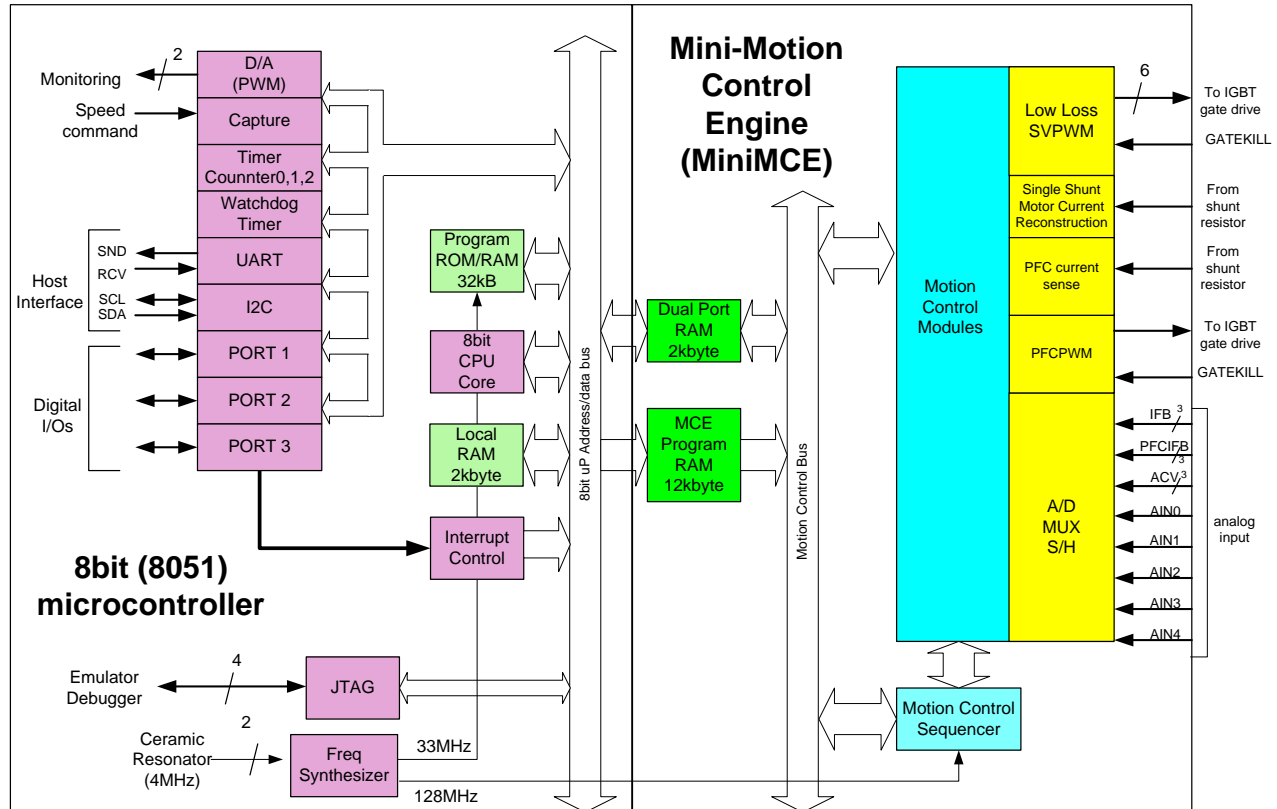 Monitoring
2
D/A
(PWM)
Speed
command
Capture
Timer
Counnter0,1,2
Watchdog
Timer
Host
Interface
SND
RCV
UART
SCL
SDA
I2C
Digital
I/Os
PORT 1
PORT 2
PORT 3
Program
ROM/RAM
32kB
8bit
CPU
Core
Local
RAM
2kbyte
Interrupt
Control
8bit (8051)
microcontroller
Emulator
Debugger
4
JTAG
Ceramic
Resonator
(4MHz)
2
Freq
Synthesizer
33MHz
128MHz
8bit uP Address/data bus
Mini-Motion
Control
Engine
(MiniMCE)
Dual Port
RAM
2kbyte
MCE
Program
RAM
12kbyte
Motion Control Bus
Motion
Control
Modules
Low Loss
SVPWM
Single Shunt
Motor Current
Reconstruction
PFC current
sense
PFCPWM
A/D
MUX
S/H
Motion Control
Sequencer
6
To IGBT
gate drive
GATEKILL
From
shunt
resistor
From
shunt
resistor
To IGBT
gate drive
GATEKILL
IFB 3
PFCIFB
3
ACV 3
AIN0
AIN1
AIN2
AIN3
AIN4
analog
input